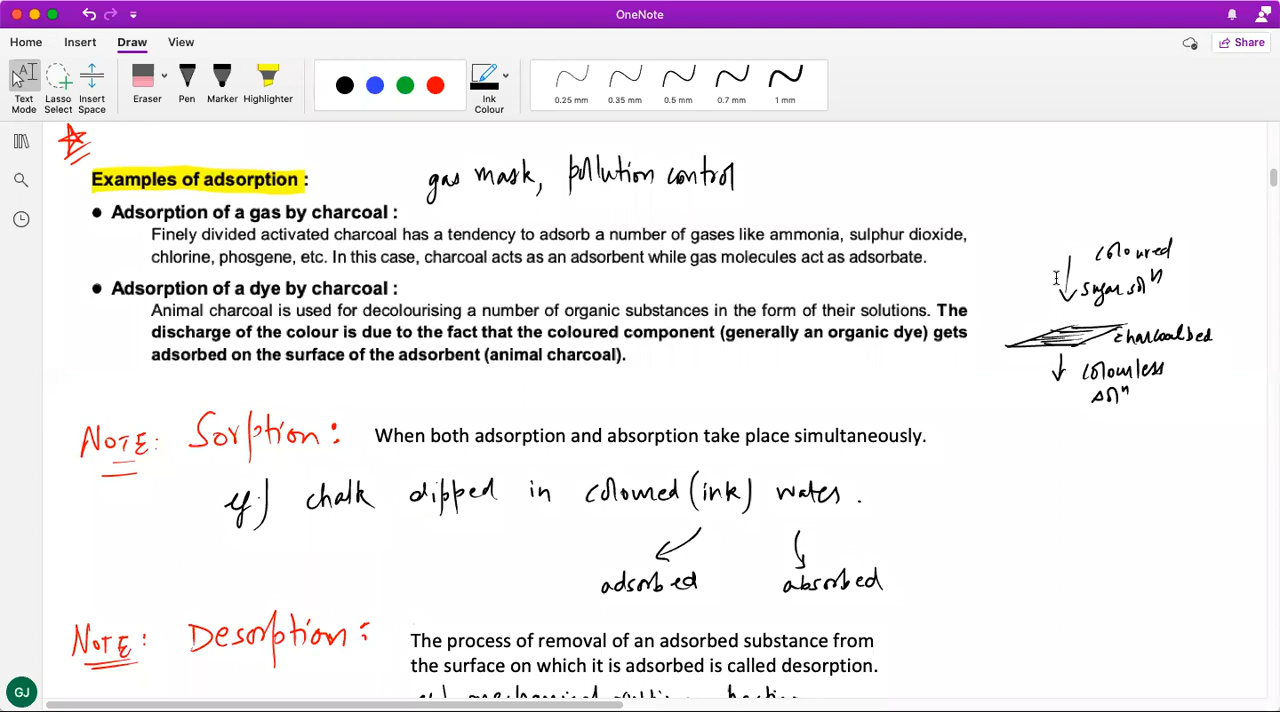 OneNote
Home Insert Draw View
Share
Text Mode
Lasso Select
Insert Space
Eraser
Pen
Marker
Highlighter
Ink Colour
0.25 mm 0.35 mm 0.5 mm 0.7 mm 1 mm
Examples of adsorption :
gas mask, pollution control
● Adsorption of a gas by charcoal :
Finely divided activated charcoal has a tendency to adsorb a number of gases like ammonia, sulphur dioxide,
chlorine, phosgene, etc. In this case, charcoal acts as an adsorbent while gas molecules act as adsorbate.
● Adsorption of a dye by charcoal :
Animal charcoal is used for decolourising a number of organic substances in the form of their solutions. The
discharge of the colour is due to the fact that the coloured component (generally an organic dye) gets
adsorbed on the surface of the adsorbent (animal charcoal).
coloured
sugar solⁿ
charcoal bed
colourless
solⁿ
NOTE: Sorption: When both adsorption and absorption take place simultaneously.
eg) chalk dipped in coloured (ink) water.
adsorbed absorbed
NOTE: Desorption: The process of removal of an adsorbed substance from
the surface on which it is adsorbed is called desorption.
GJ